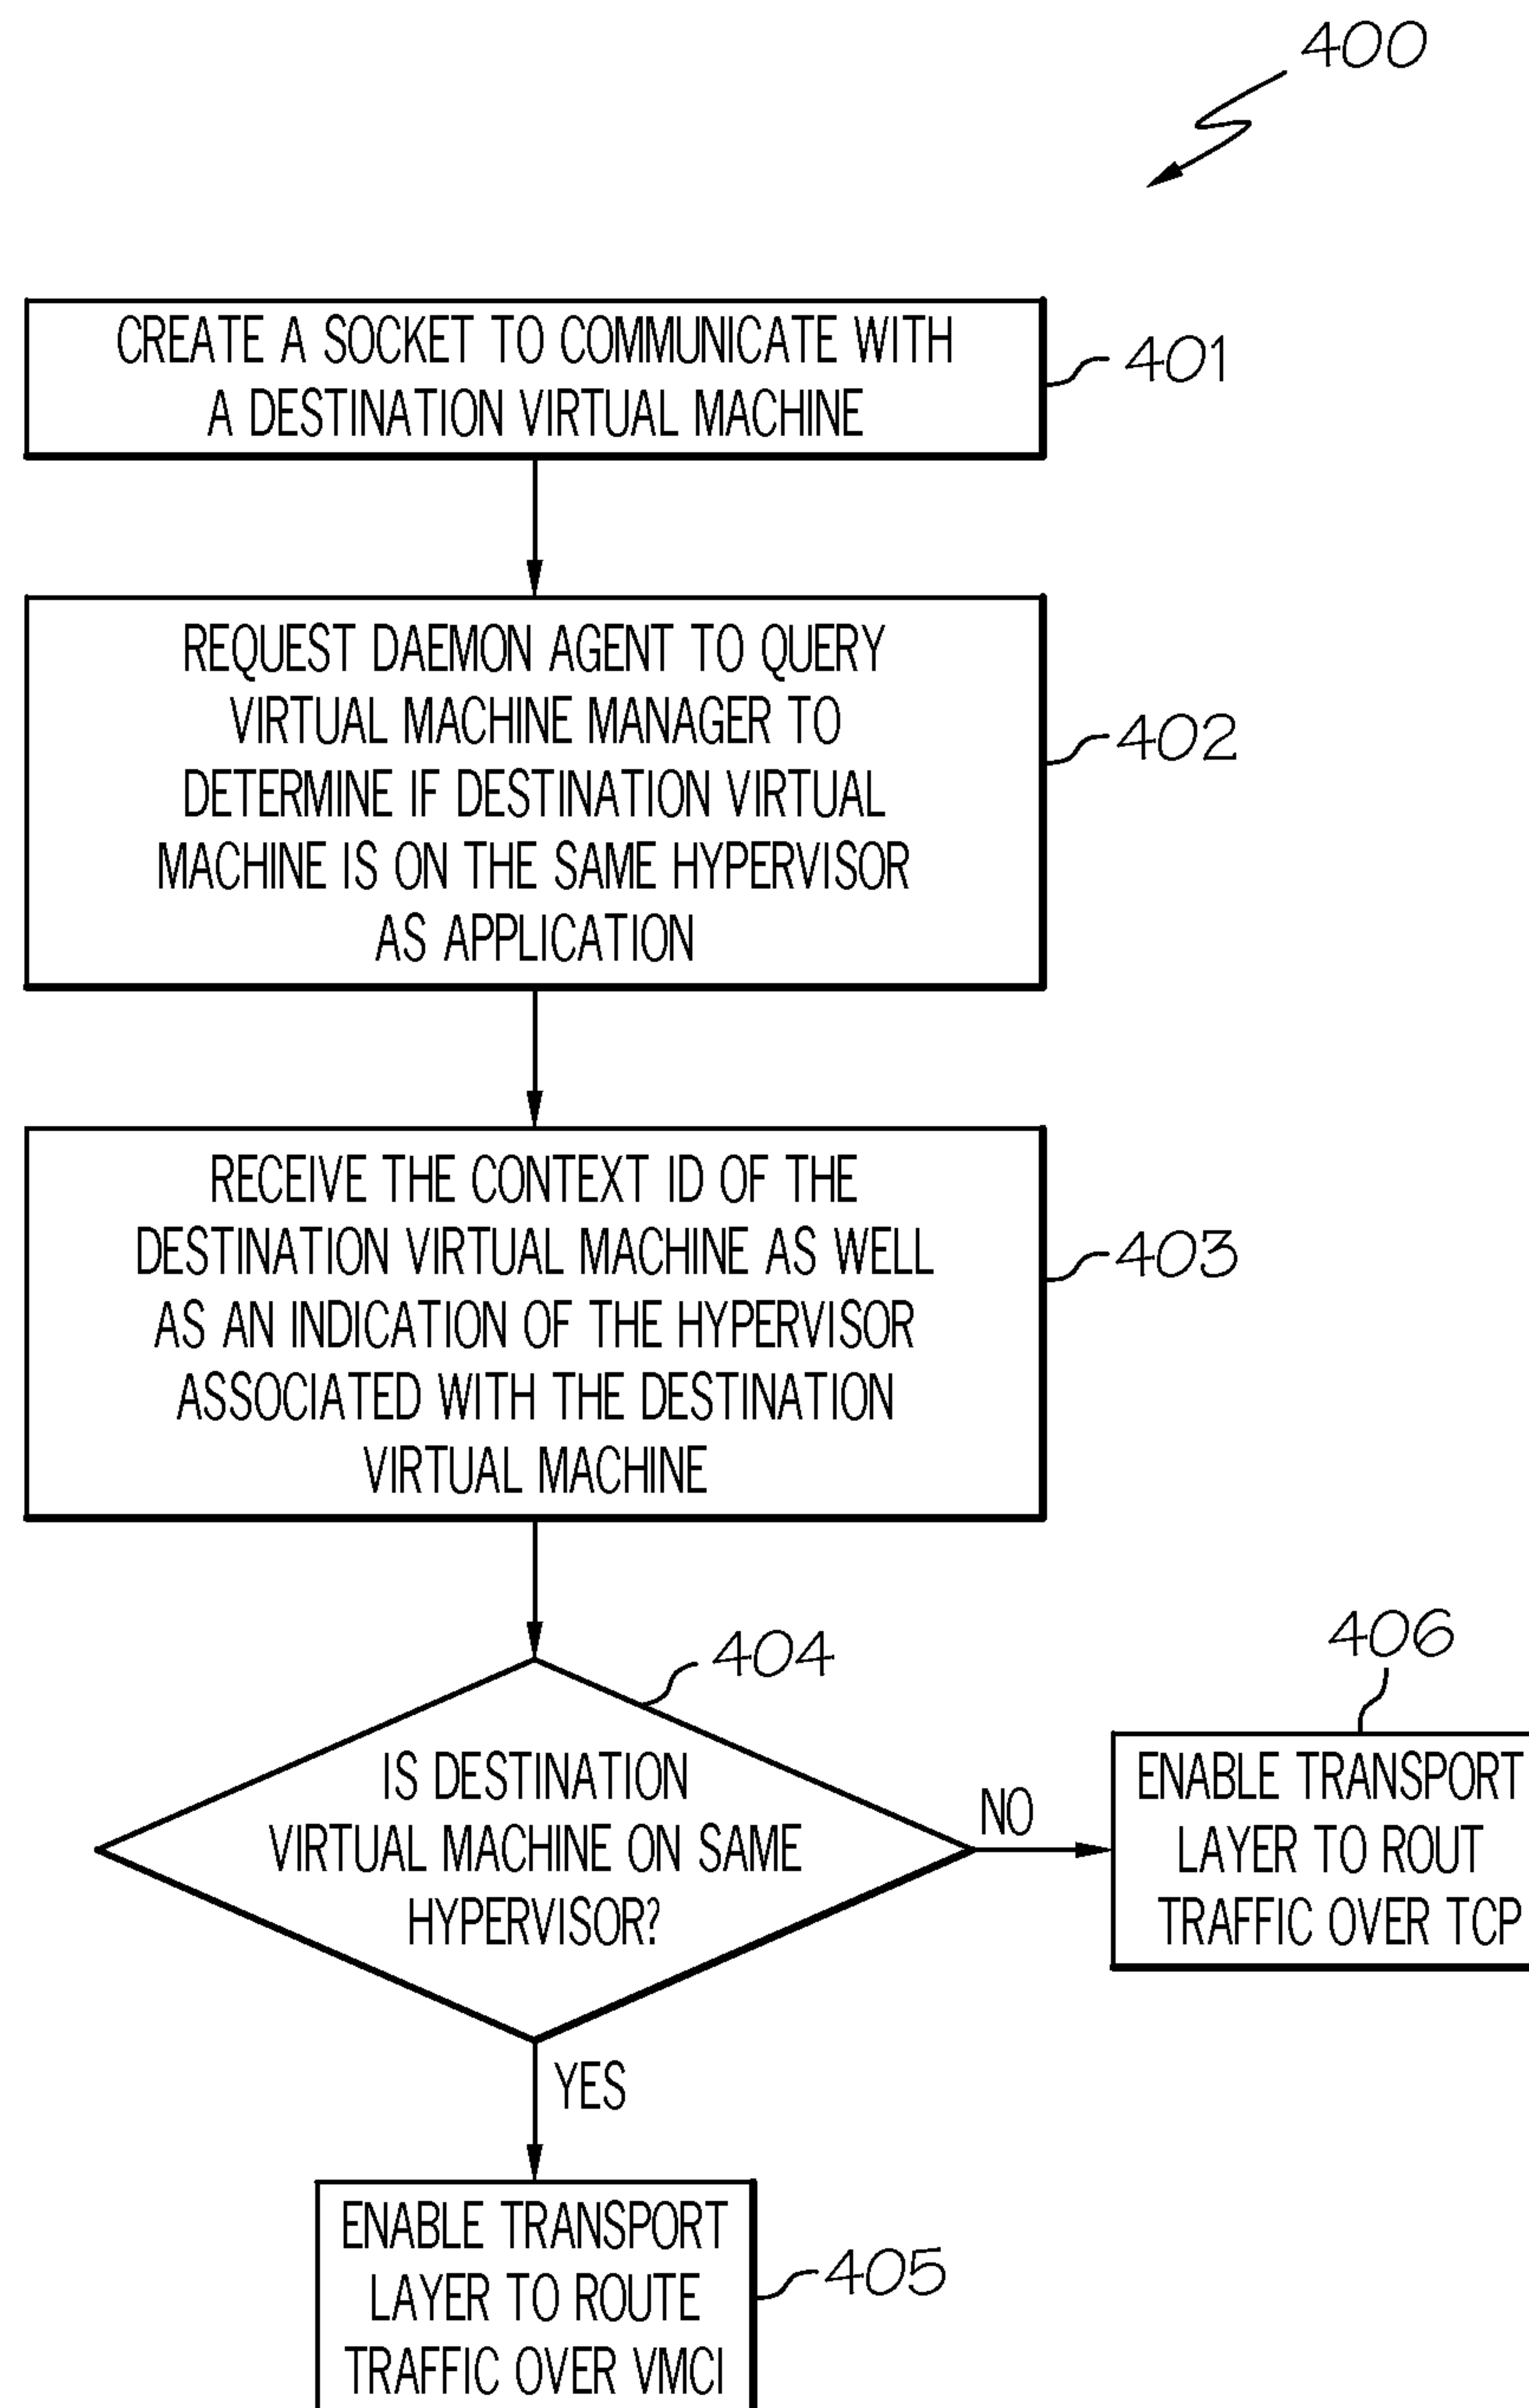 400
CREATE A SOCKET TO COMMUNICATE WITH
A DESTINATION VIRTUAL MACHINE
401
REQUEST DAEMON AGENT TO QUERY
VIRTUAL MACHINE MANAGER TO
DETERMINE IF DESTINATION VIRTUAL
MACHINE IS ON THE SAME HYPERVISOR
AS APPLICATION
402
RECEIVE THE CONTEXT ID OF THE
DESTINATION VIRTUAL MACHINE AS WELL
AS AN INDICATION OF THE HYPERVISOR
ASSOCIATED WITH THE DESTINATION
VIRTUAL MACHINE
403
404
IS DESTINATION
VIRTUAL MACHINE ON SAME
HYPERVISOR?
NO
406
ENABLE TRANSPORT
LAYER TO ROUT
TRAFFIC OVER TCP
YES
ENABLE TRANSPORT
LAYER TO ROUTE
TRAFFIC OVER VMCI
405